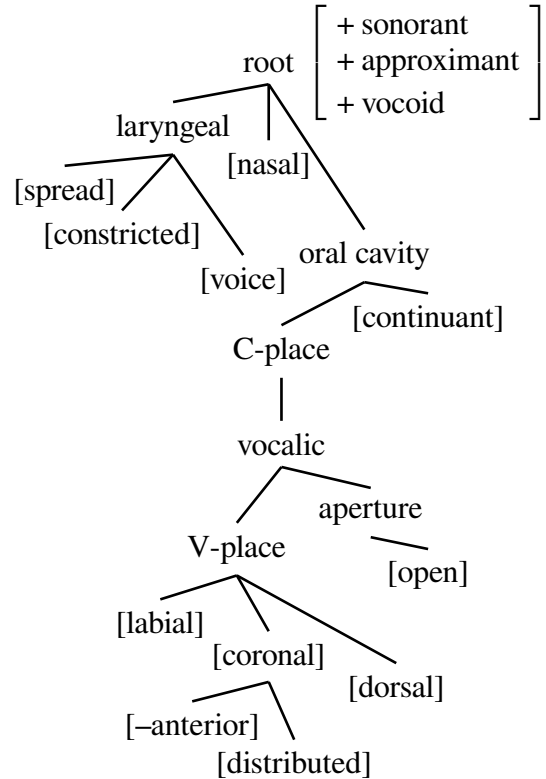 + sonorant
root + approximant
+ vocoid
laryngeal
[nasal]
[spread]
[constricted]
oral cavity
[voice]
[continuant]
C-place
vocalic
aperture
V-place
[open]
[labial]
[coronal]
[dorsal]
[–anterior]
[distributed]